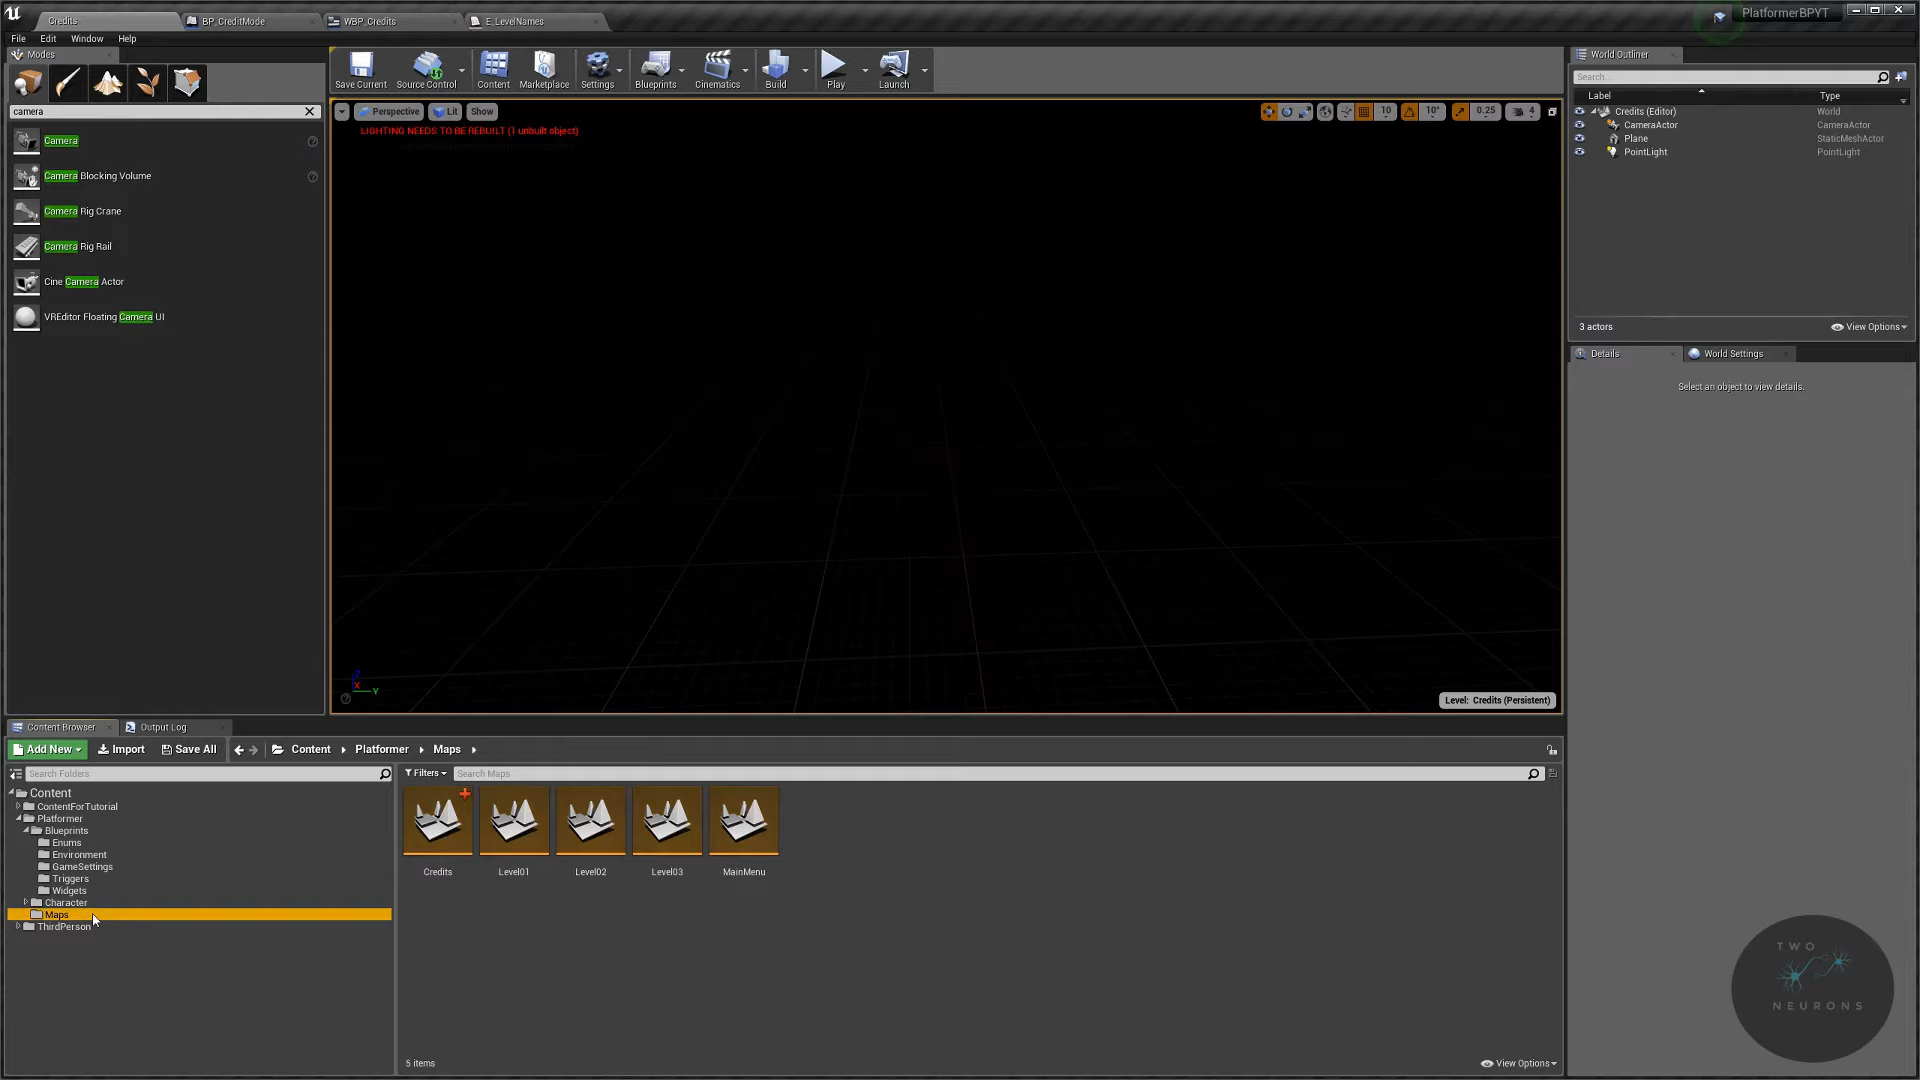 Credits
BP_CreditMode
WBP_Credits
E_LevelNames
PlatformerBPYT
File Edit Window Help
Modes
camera
Camera
Camera Blocking Volume
Camera Rig Crane
Camera Rig Rail
Cine Camera Actor
VREditor Floating Camera UI
Save Current
Source Control
Content
Marketplace
Settings
Blueprints
Cinematics
Build
Play
Launch
Perspective
Lit
Show
10
10°
0.25
4
LIGHTING NEEDS TO BE REBUILT (1 unbuilt object)
Z
X
Y
Level: Credits (Persistent)
World Outliner
Search...
Label
Type
Credits (Editor) World
CameraActor CameraActor
Plane StaticMeshActor
PointLight PointLight
3 actors
View Options
Details
World Settings
Select an object to view details.
Content Browser
Output Log
Add New
Import
Save All
Content
Platformer
Maps
Search Folders
Filters
Search Maps
Content
ContentForTutorial
Platformer
Blueprints
Enums
Environment
GameSettings
Triggers
Widgets
Character
Maps
ThirdPerson
Credits
Level01
Level02
Level03
MainMenu
5 items
View Options
TWO
NEURONS